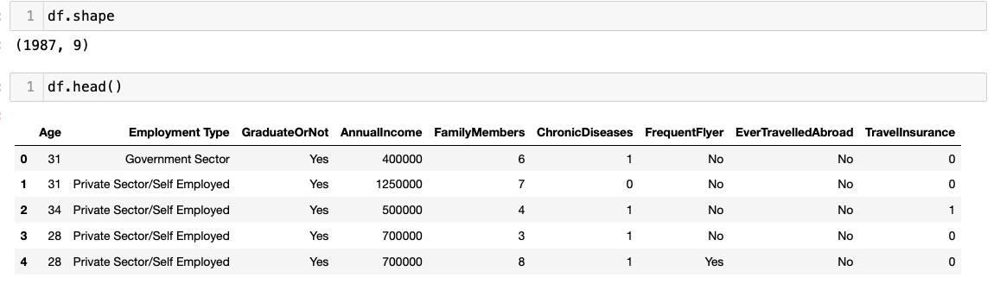 1 df.shape
(1987, 9)
1 df.head()
Age Employment Type GraduateOrNot AnnualIncome FamilyMembers ChronicDiseases FrequentFlyer EverTravelledAbroad TravelInsurance
0 31 Government Sector Yes 400000 6 1 No No 0
1 31 Private Sector/Self Employed Yes 1250000 7 0 No No 0
2 34 Private Sector/Self Employed Yes 500000 4 1 No No 1
3 28 Private Sector/Self Employed Yes 700000 3 1 No No 0
4 28 Private Sector/Self Employed Yes 700000 8 1 Yes No 0